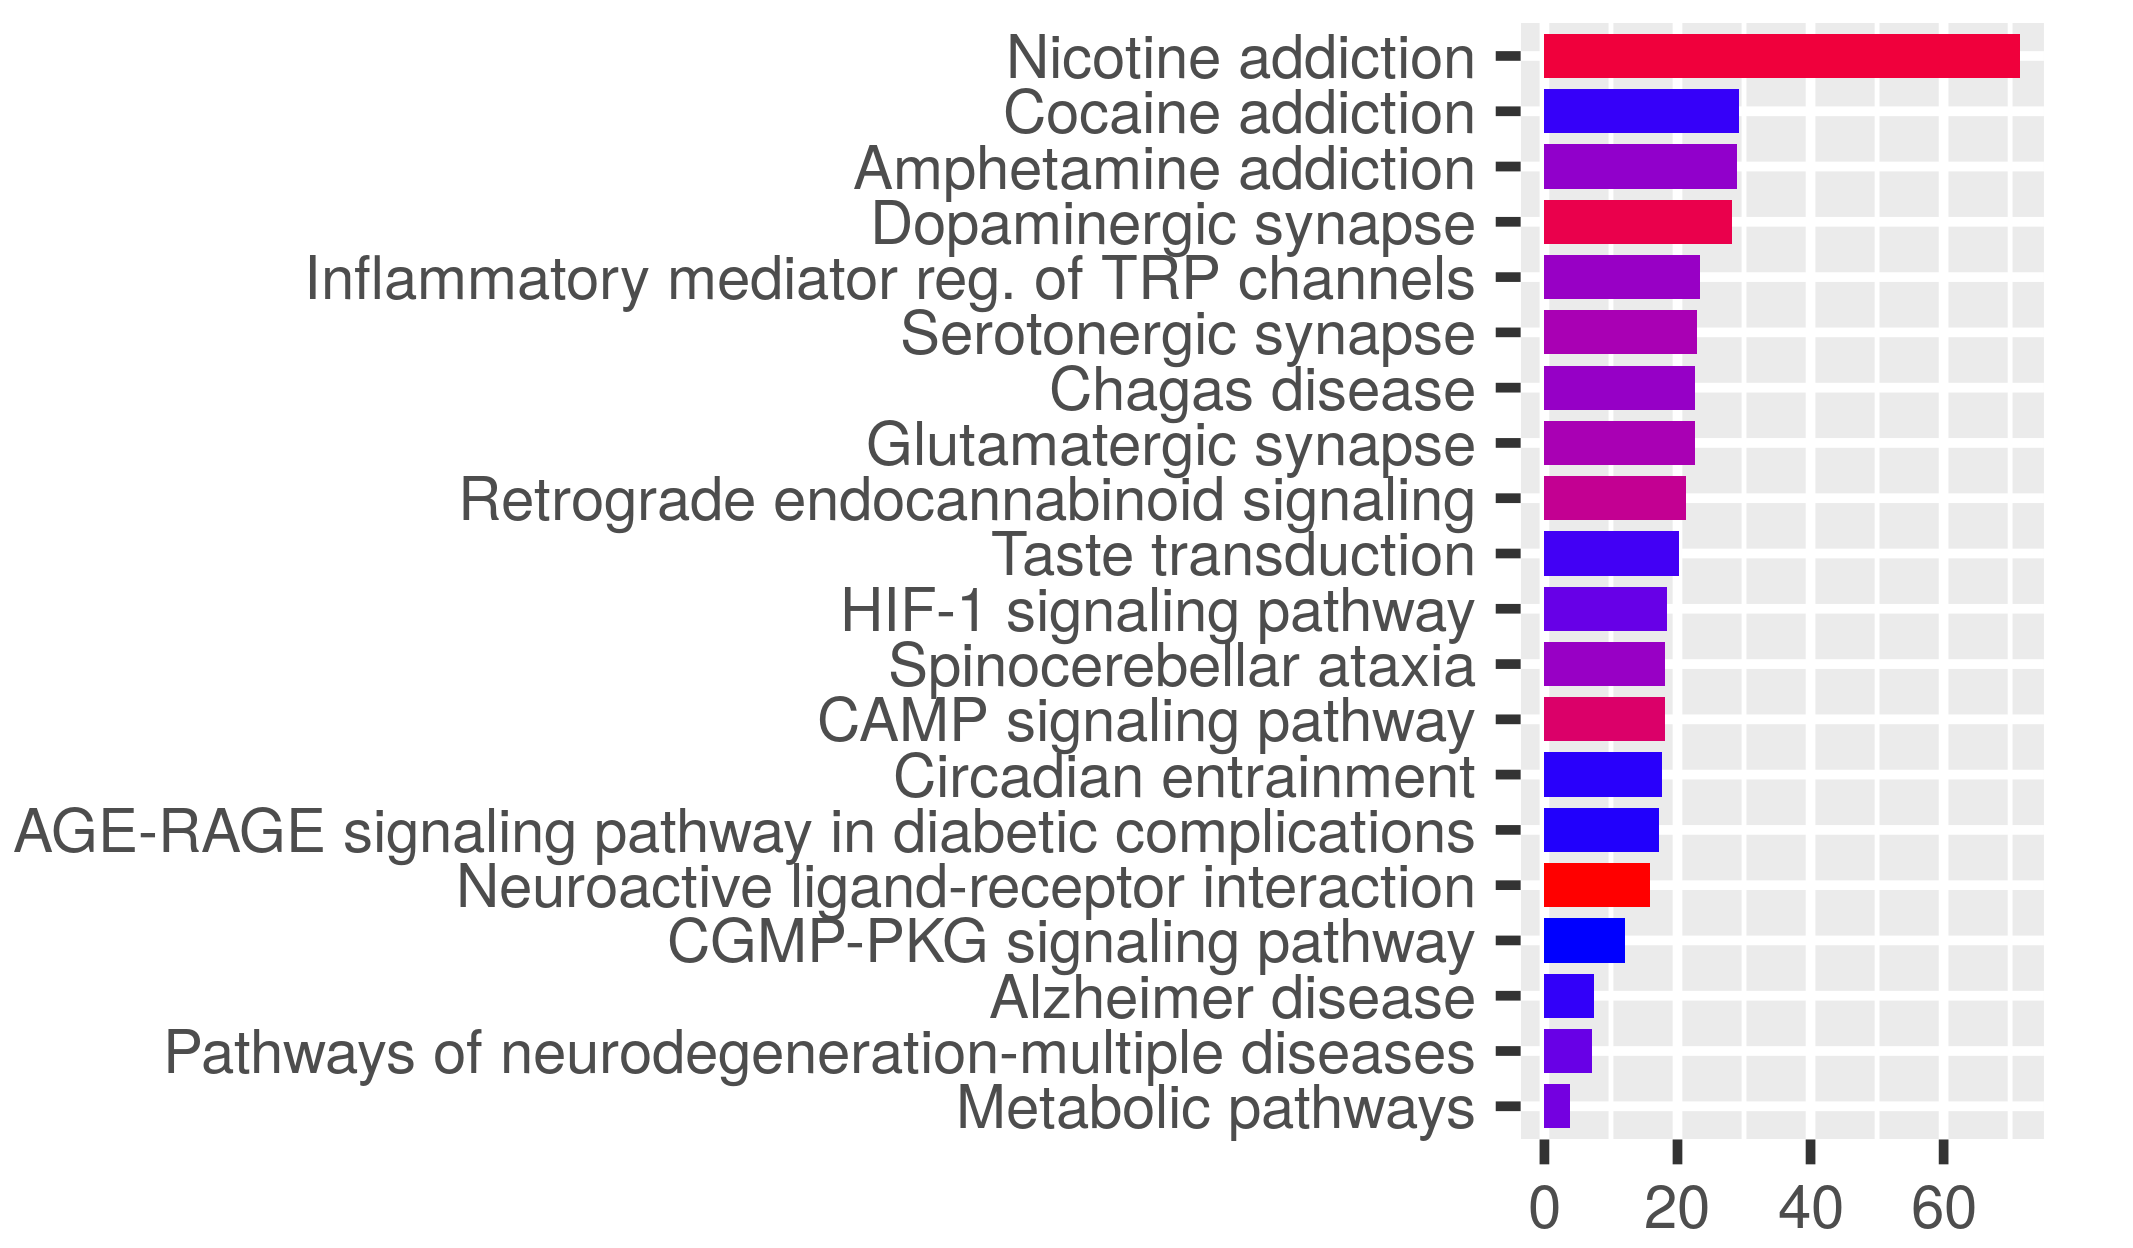 Nicotine addiction
Cocaine addiction
Amphetamine addiction
Dopaminergic synapse
Inflammatory mediator reg. of TRP channels
Serotonergic synapse
Chagas disease
Glutamatergic synapse
Retrograde endocannabinoid signaling
Taste transduction
HIF-1 signaling pathway
Spinocerebellar ataxia
CAMP signaling pathway
Circadian entrainment
AGE-RAGE signaling pathway in diabetic complications
Neuroactive ligand-receptor interaction
CGMP-PKG signaling pathway
Alzheimer disease
Pathways of neurodegeneration-multiple diseases
Metabolic pathways
0 20 40 60